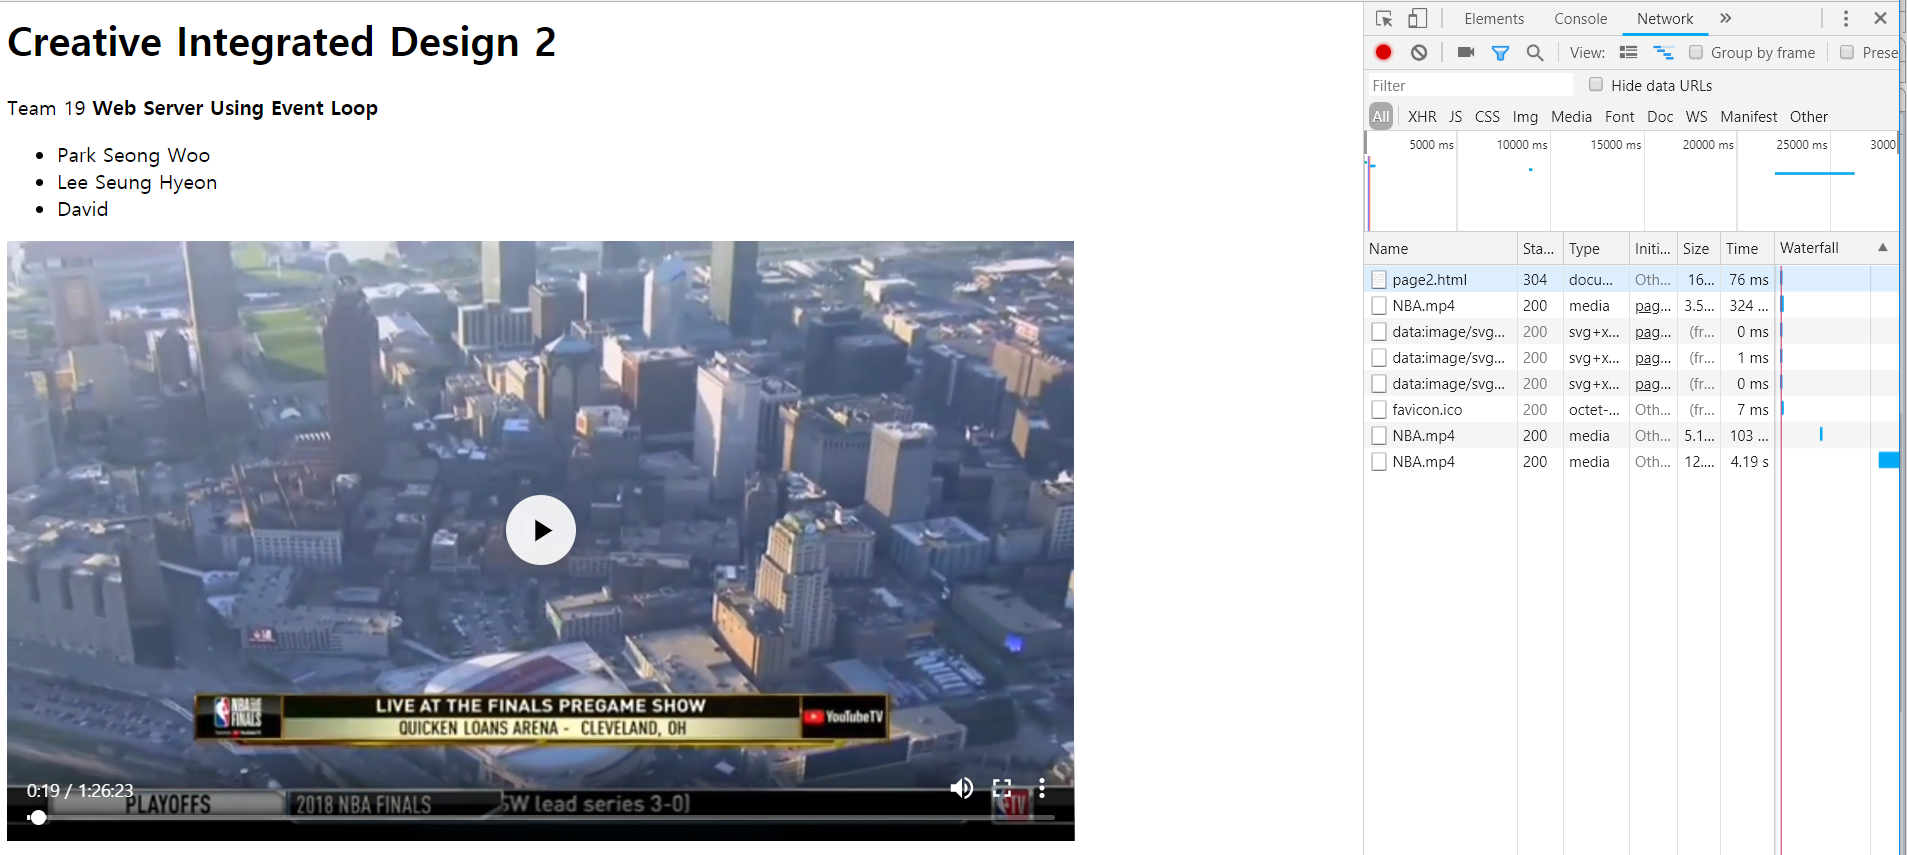 Creative Integrated Design 2
Team 19 Web Server Using Event Loop
Park Seong Woo
Lee Seung Hyeon
David
NBA THE FINALS
LIVE AT THE FINALS PREGAME SHOW
QUICKEN LOANS ARENA - CLEVELAND, OH
YouTubeTV
0:19 / 1:26:23
PLAYOFFS
2018 NBA FINALS
SW lead series 3-0)
TV
Elements Console Network »
View: Group by frame Prese
Filter Hide data URLs
All XHR JS CSS Img Media Font Doc WS Manifest Other
5000 ms 10000 ms 15000 ms 20000 ms 25000 ms 3000
Name Sta... Type Initi... Size Time Waterfall
page2.html 304 docu... Oth... 16... 76 ms
NBA.mp4 200 media pag... 3.5... 324 ...
data:image/svg... 200 svg+x... pag... (fr... 0 ms
data:image/svg... 200 svg+x... pag... (fr... 1 ms
data:image/svg... 200 svg+x... pag... (fr... 0 ms
favicon.ico 200 octet-... Oth... (fr... 7 ms
NBA.mp4 200 media Oth... 5.1... 103 ...
NBA.mp4 200 media Oth... 12.... 4.19 s